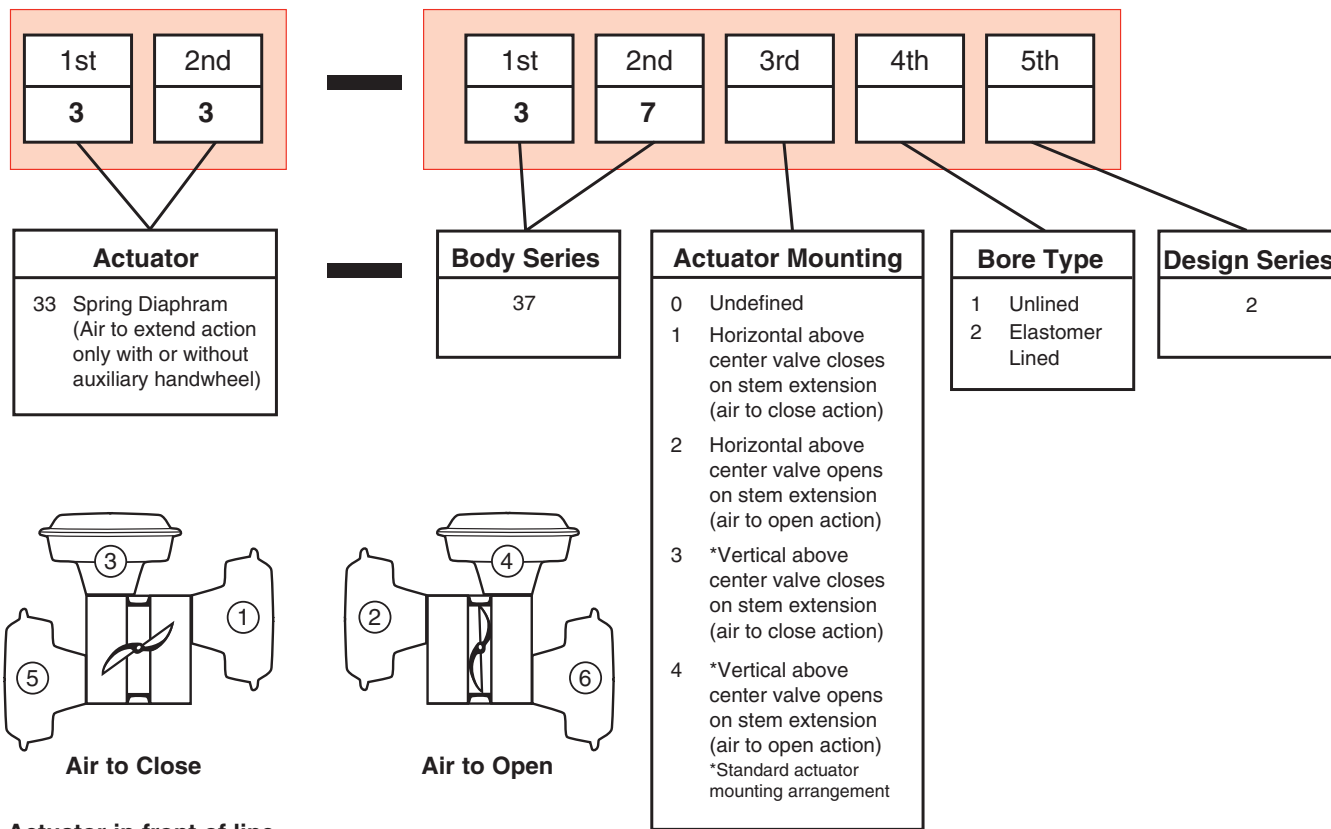 1st 2nd 1st 2nd 3rd 4th 5th
3 3 3 7
Actuator
33 Spring Diaphram
(Air to extend action
only with or without
auxiliary handwheel)
Body Series
37
Actuator Mounting
0 Undefined
1 Horizontal above
center valve closes
on stem extension
(air to close action)
2 Horizontal above
center valve opens
on stem extension
(air to open action)
3 *Vertical above
center valve closes
on stem extension
(air to close action)
4 *Vertical above
center valve opens
on stem extension
(air to open action)
*Standard actuator
mounting arrangement
Bore Type
1 Unlined
2 Elastomer
Lined
Design Series
2
3
1
5
Air to Close
4
2
6
Air to Open
Actuator in front of line